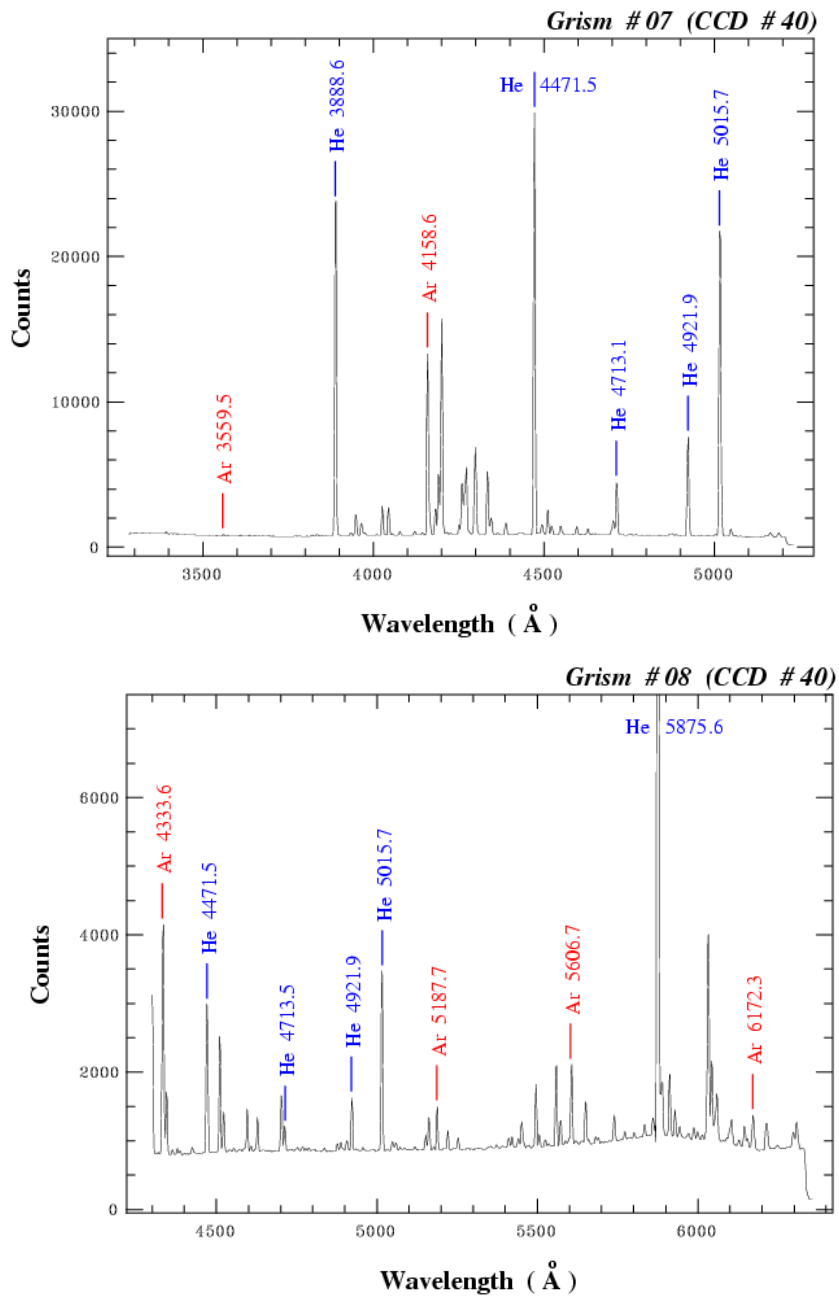 Grism # 07 (CCD # 40)
Counts
30000
20000
10000
0
Ar 3559.5
He 3888.6
Ar 4158.6
He 4471.5
He 4713.1
He 4921.9
He 5015.7
3500 4000 4500 5000
Wavelength ( Å )
Grism # 08 (CCD # 40)
Counts
6000
4000
2000
0
Ar 4333.6
He 4471.5
He 4713.5
He 4921.9
He 5015.7
Ar 5187.7
Ar 5606.7
He 5875.6
Ar 6172.3
4500 5000 5500 6000
Wavelength ( Å )